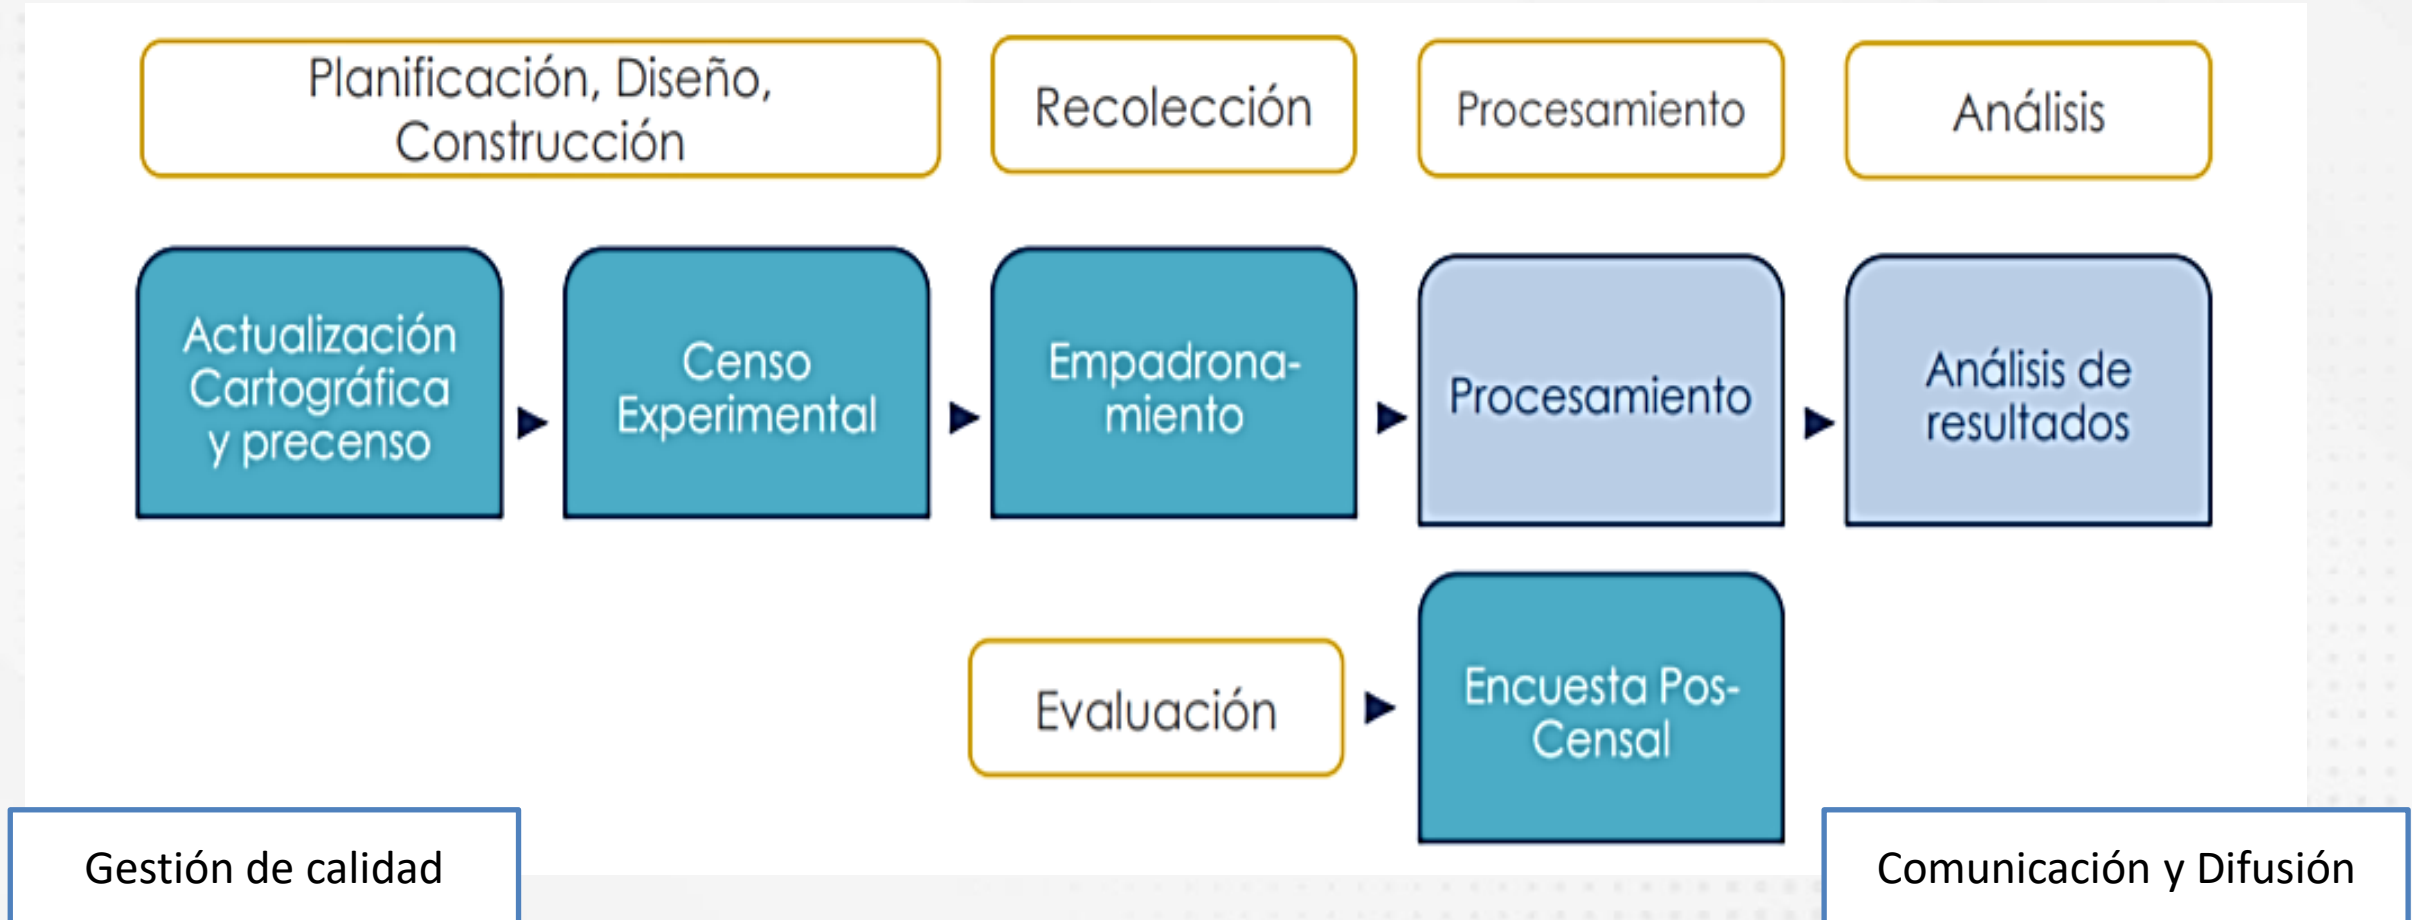 Planificación, Diseño,
Construcción
Recolección
Procesamiento
Análisis
Actualización
Cartográfica
y precenso
Censo
Experimental
Empadrona-
miento
Procesamiento
Análisis de
resultados
Evaluación
Encuesta Pos-
Censal
Gestión de calidad
Comunicación y Difusión